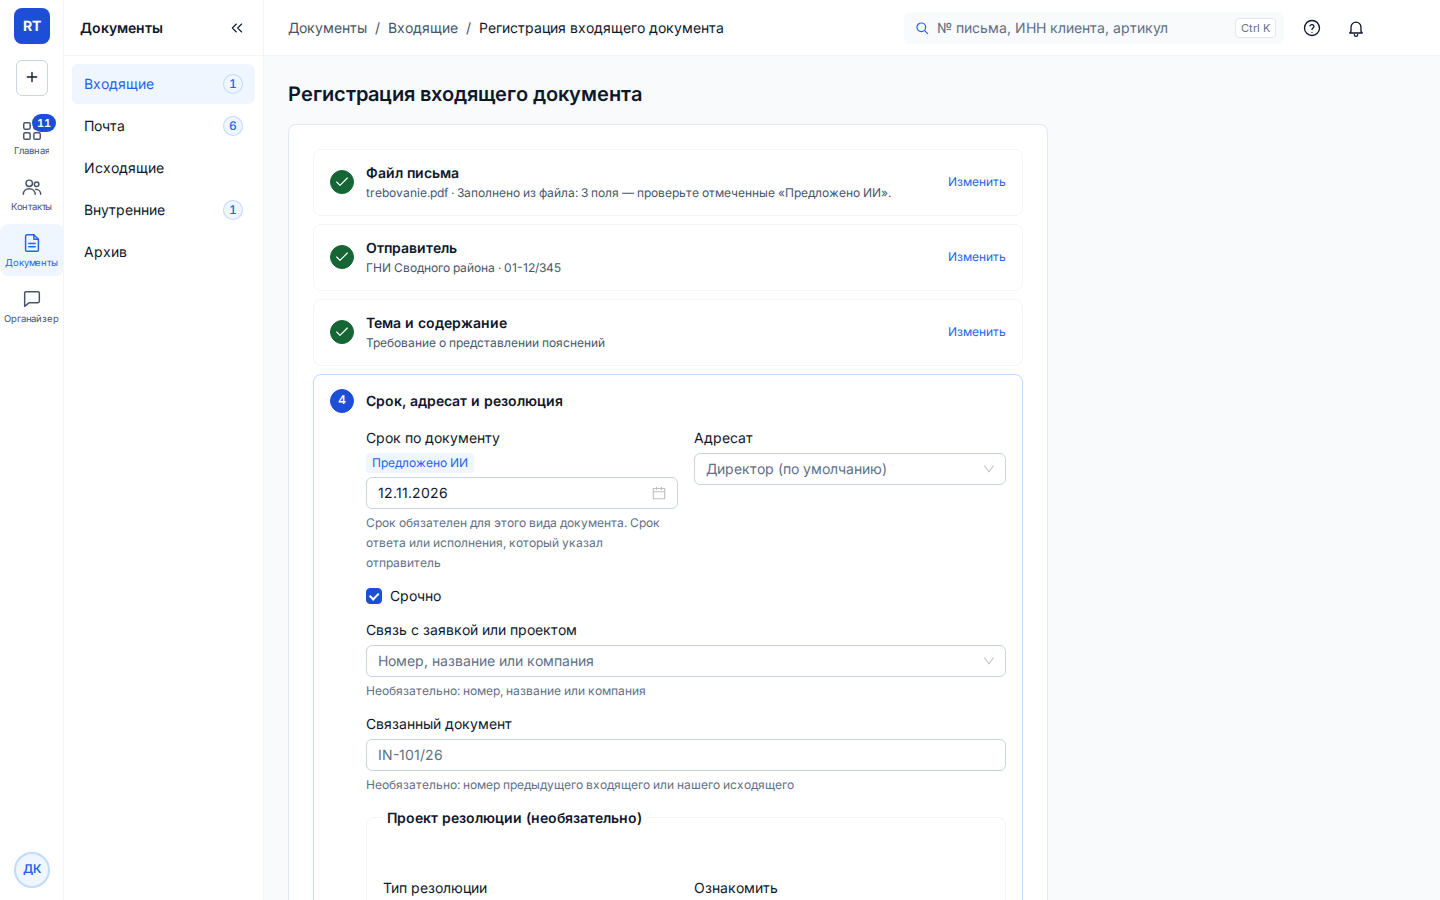 RT
Документы
Документы / Входящие / Регистрация входящего документа
№ письма, ИНН клиента, артикул
Ctrl K
11
Главная
Контакты
Документы
Органайзер
ДК
Входящие 1
Почта 6
Исходящие
Внутренние 1
Архив
Регистрация входящего документа
Файл письма
trebovanie.pdf · Заполнено из файла: 3 поля — проверьте отмеченные «Предложено ИИ».
Изменить
Отправитель
ГНИ Сводного района · 01-12/345
Изменить
Тема и содержание
Требование о представлении пояснений
Изменить
4 Срок, адресат и резолюция
Срок по документу
Предложено ИИ
12.11.2026
Срок обязателен для этого вида документа. Срок
ответа или исполнения, который указал
отправитель
Адресат
Директор (по умолчанию)
Срочно
Связь с заявкой или проектом
Номер, название или компания
Необязательно: номер, название или компания
Связанный документ
IN-101/26
Необязательно: номер предыдущего входящего или нашего исходящего
Проект резолюции (необязательно)
Тип резолюции
Ознакомить